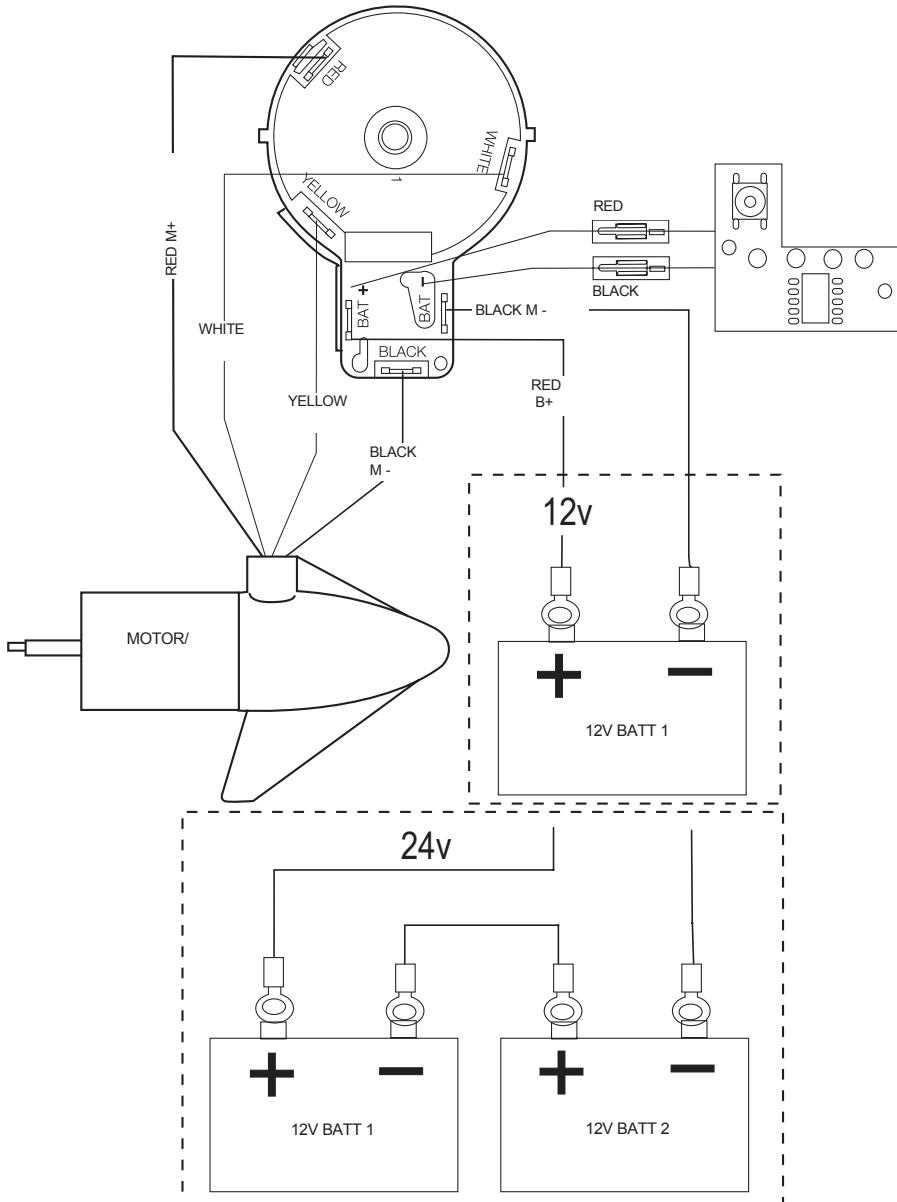 RED
WHITE
YELLOW
1
RED M+
RED
BLACK
+
BAT
-
BAT
BLACK M -
WHITE
BLACK
YELLOW
RED
B+
BLACK
M -
12v
MOTOR/
+ -
12V BATT 1
24v
+ - + -
12V BATT 1
12V BATT 2